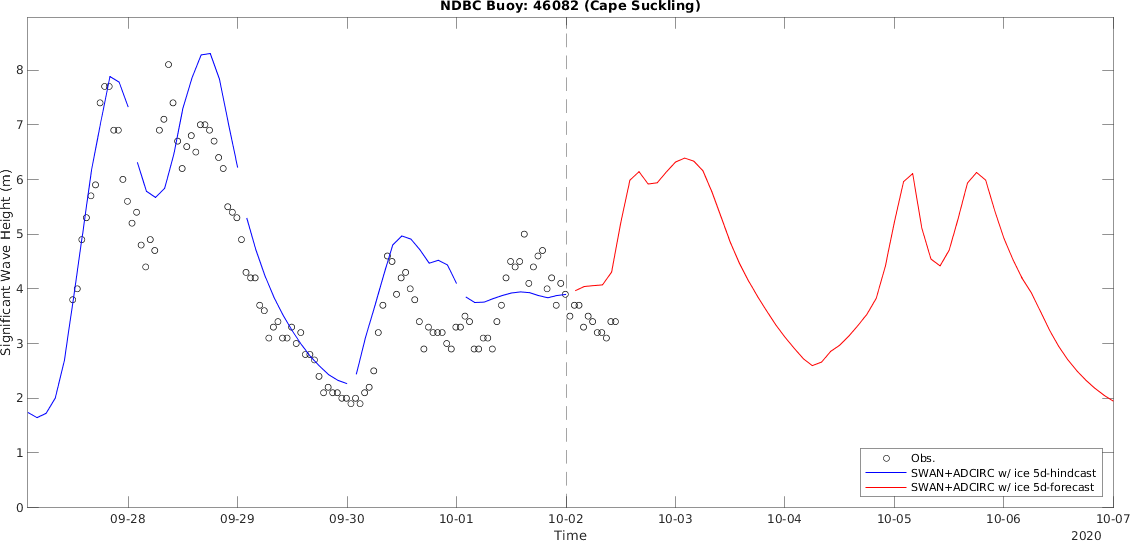 NDBC Buoy: 46082 (Cape Suckling)
Significant Wave Height (m)
8
7
6
5
4
3
2
1
0
Obs.
SWAN+ADCIRC w/ ice 5d-hindcast
SWAN+ADCIRC w/ ice 5d-forecast
09-28 09-29 09-30 10-01 10-02 10-03 10-04 10-05 10-06 10-07
Time
2020